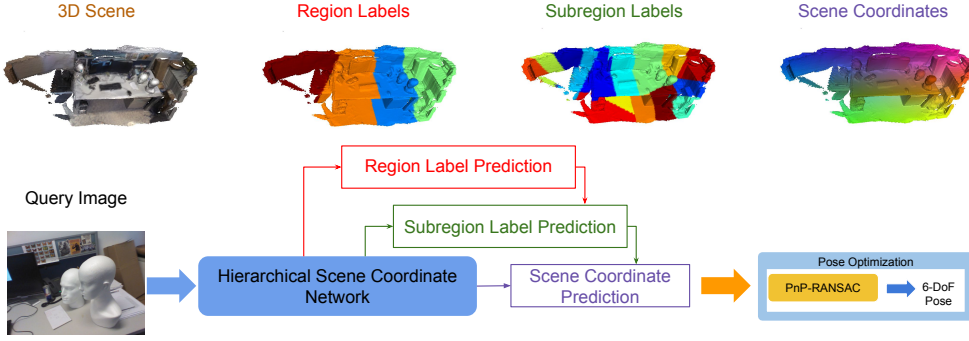 3D Scene
Region Labels
Subregion Labels
Scene Coordinates
Region Label Prediction
Query Image
Subregion Label Prediction
Hierarchical Scene Coordinate
Network
Scene Coordinate
Prediction
Pose Optimization
PnP-RANSAC
6-DoF
Pose